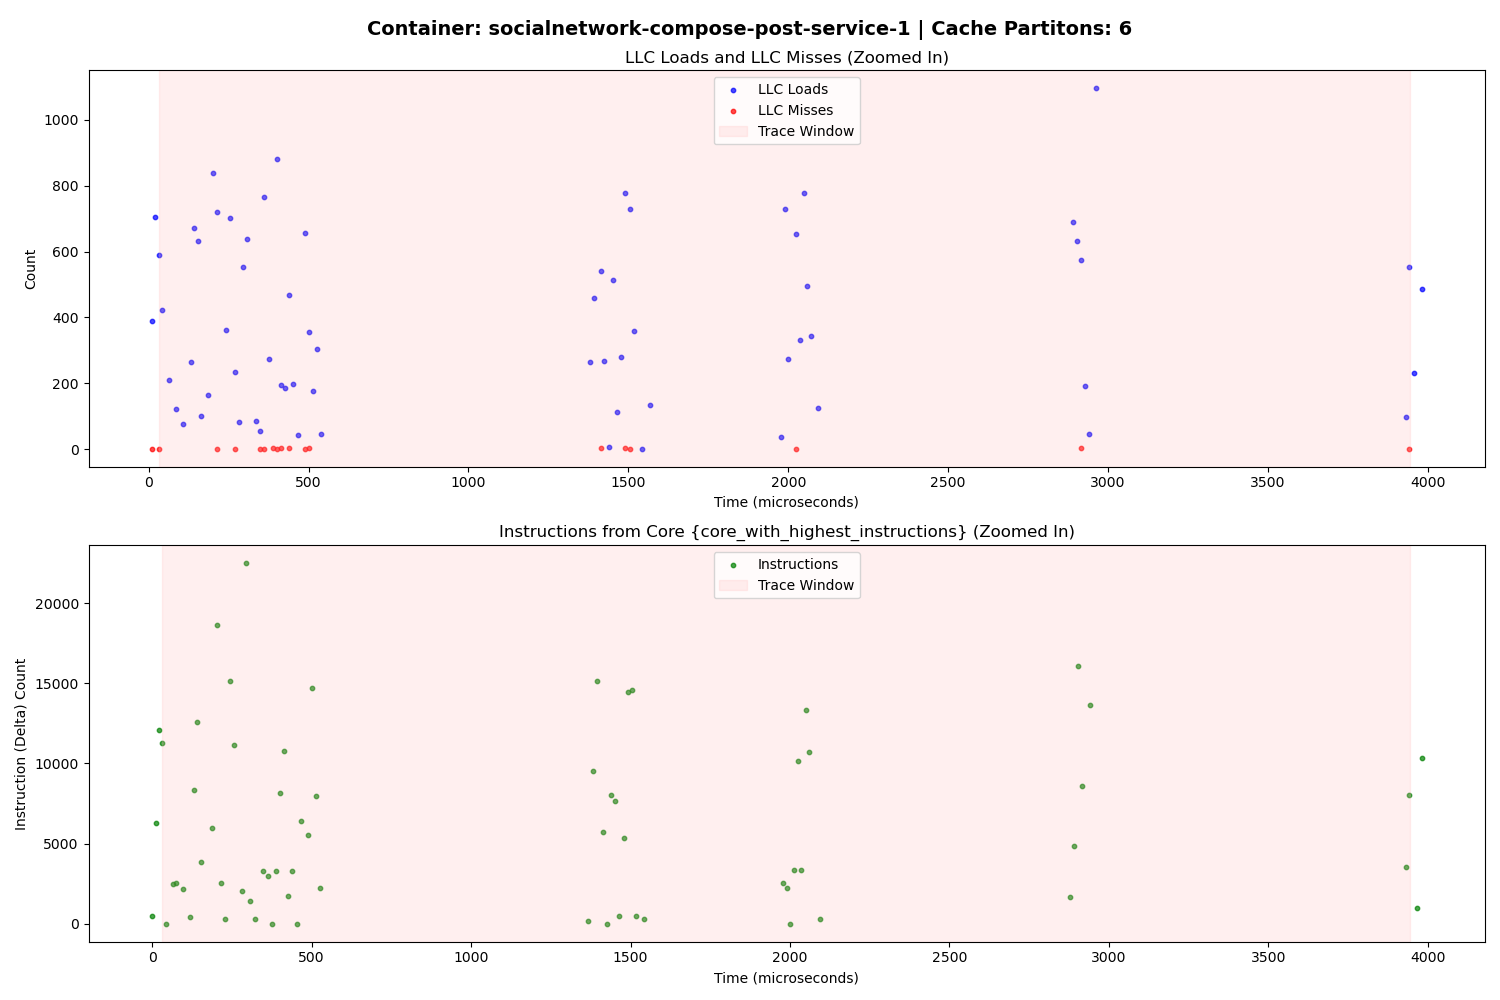 Container: socialnetwork-compose-post-service-1 | Cache Partitons: 6
LLC Loads and LLC Misses (Zoomed In)
LLC Loads
LLC Misses
Trace Window
Count
1000
800
600
400
200
0
0 500 1000 1500 2000 2500 3000 3500 4000
Time (microseconds)
Instructions from Core {core_with_highest_instructions} (Zoomed In)
Instructions
Trace Window
Instruction (Delta) Count
20000
15000
10000
5000
0
0 500 1000 1500 2000 2500 3000 3500 4000
Time (microseconds)